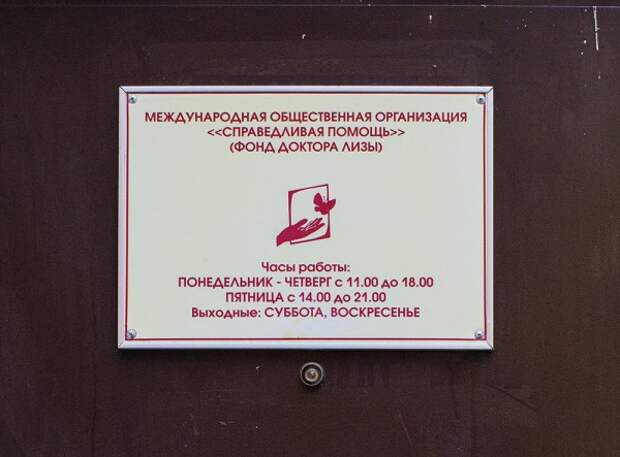 МЕЖДУНАРОДНАЯ ОБЩЕСТВЕННАЯ ОРГАНИЗАЦИЯ
<<СПРАВЕДЛИВАЯ ПОМОЩЬ>>
(ФОНД ДОКТОРА ЛИЗЫ)
Часы работы:
ПОНЕДЕЛЬНИК - ЧЕТВЕРГ с 11.00 до 18.00
ПЯТНИЦА с 14.00 до 21.00
Выходные: СУББОТА, ВОСКРЕСЕНЬЕ